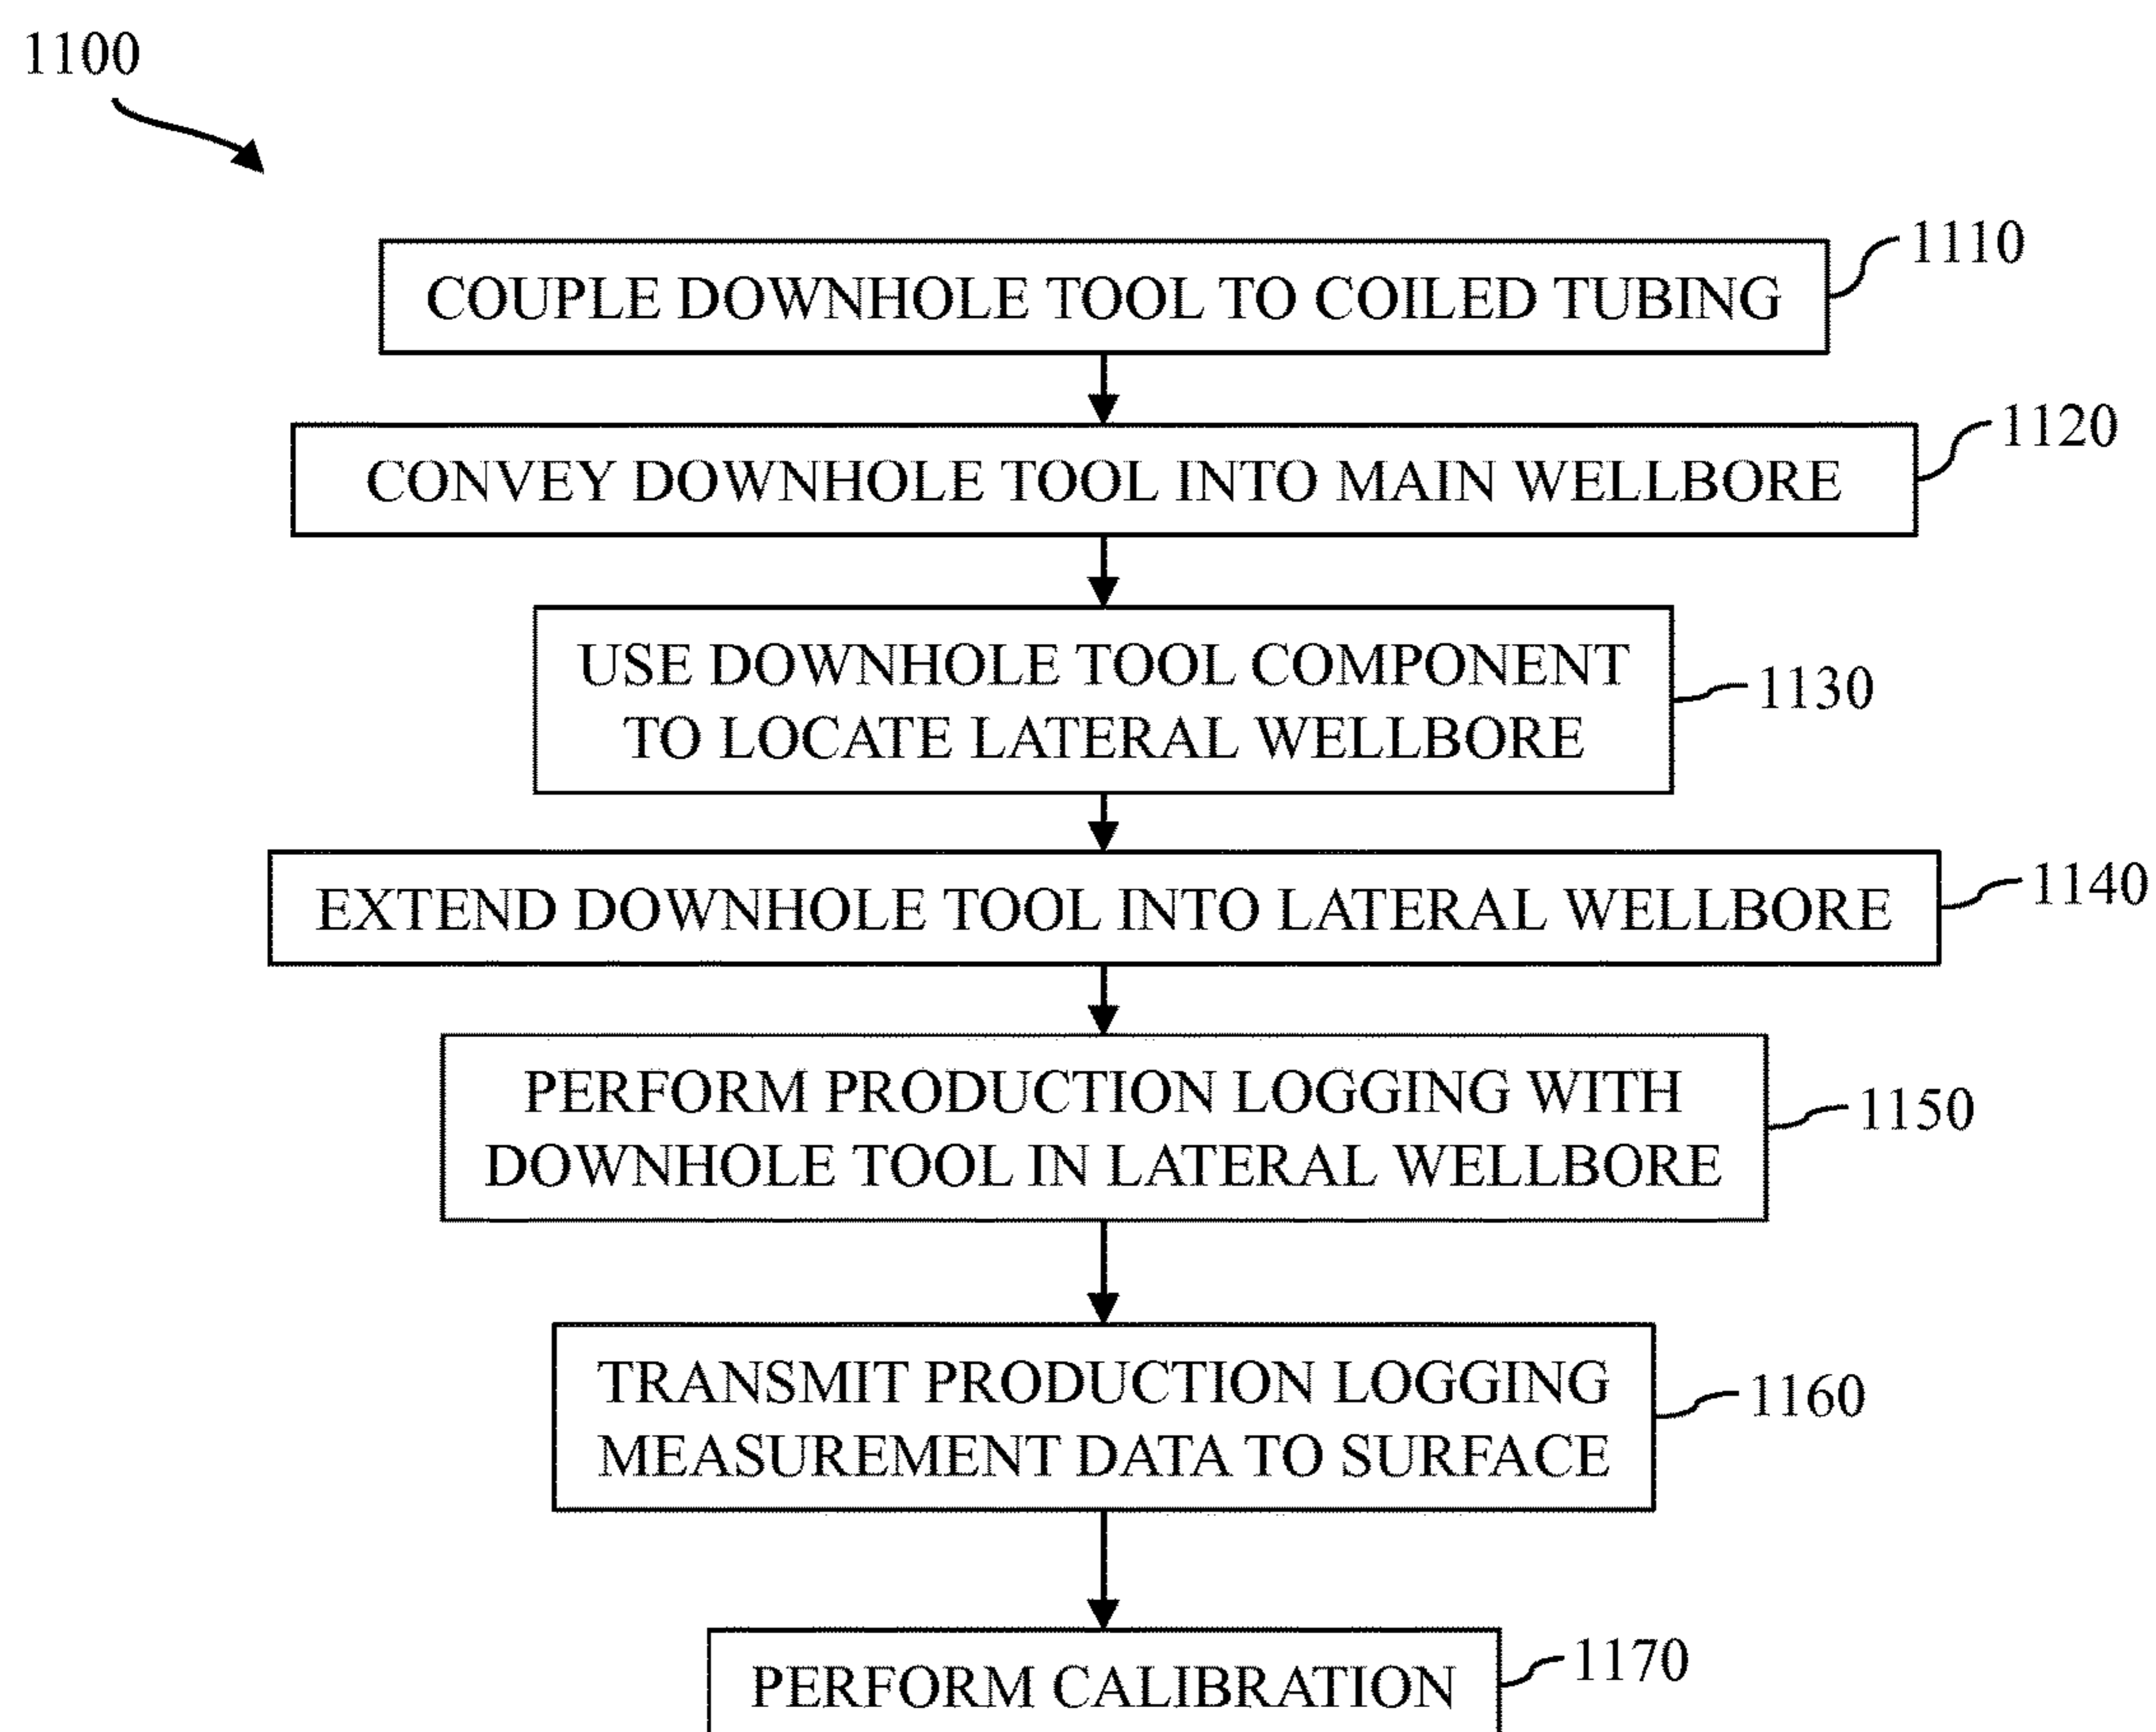 1100
COUPLE DOWNHOLE TOOL TO COILED TUBING
1110
CONVEY DOWNHOLE TOOL INTO MAIN WELLBORE
1120
USE DOWNHOLE TOOL COMPONENT
TO LOCATE LATERAL WELLBORE
1130
EXTEND DOWNHOLE TOOL INTO LATERAL WELLBORE
1140
PERFORM PRODUCTION LOGGING WITH
DOWNHOLE TOOL IN LATERAL WELLBORE
1150
TRANSMIT PRODUCTION LOGGING
MEASUREMENT DATA TO SURFACE
1160
PERFORM CALIBRATION
1170